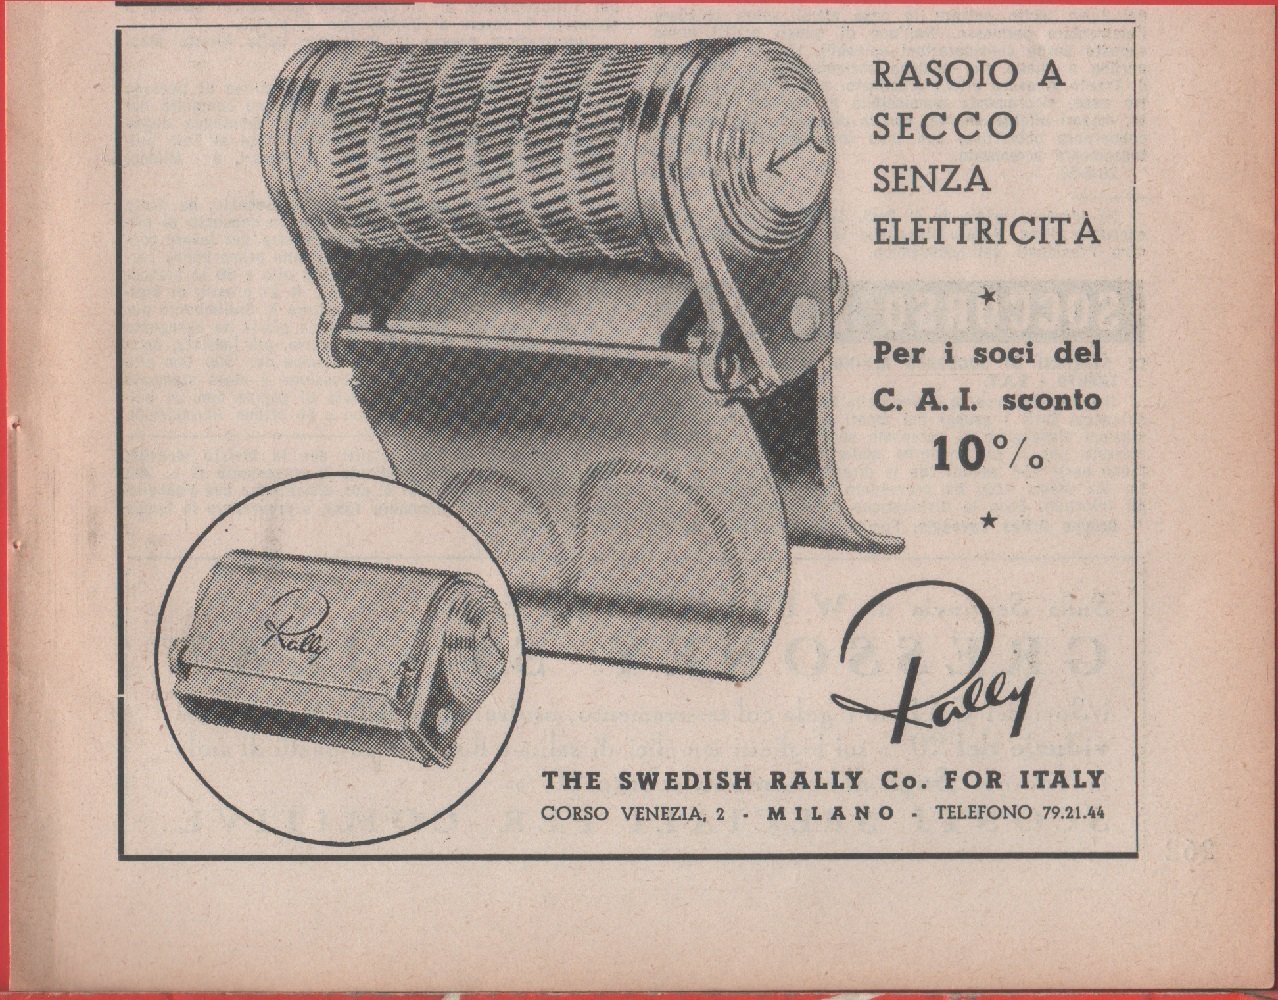 RASOIO A
SECCO
SENZA
ELETTRICITÀ
Per i soci del
C. A. I. sconto
10%
Rally
Rally
THE SWEDISH RALLY Co. FOR ITALY
CORSO VENEZIA, 2 - MILANO - TELEFONO 79.21.44